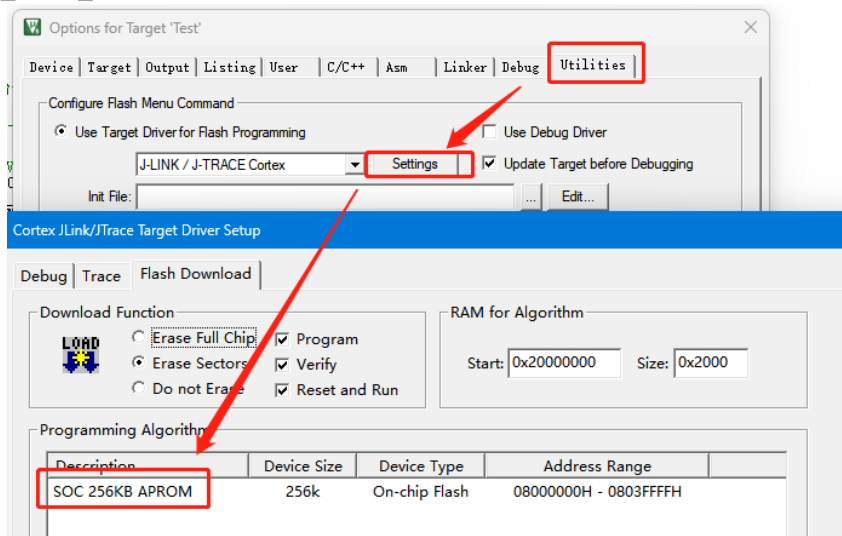 Options for Target 'Test'
Device Target Output Listing User C/C++ Asm Linker Debug Utilities
Configure Flash Menu Command
Use Target Driver for Flash Programming Use Debug Driver
J-LINK / J-TRACE Cortex Settings Update Target before Debugging
Init File: ... Edit...
Cortex JLink/JTrace Target Driver Setup
Debug Trace Flash Download
Download Function RAM for Algorithm
LOAD Erase Full Chip Program
Erase Sectors Verify Start: 0x20000000 Size: 0x2000
Do not Erase Reset and Run
Programming Algorithm
Description Device Size Device Type Address Range
SOC 256KB APROM 256k On-chip Flash 08000000H - 0803FFFFH